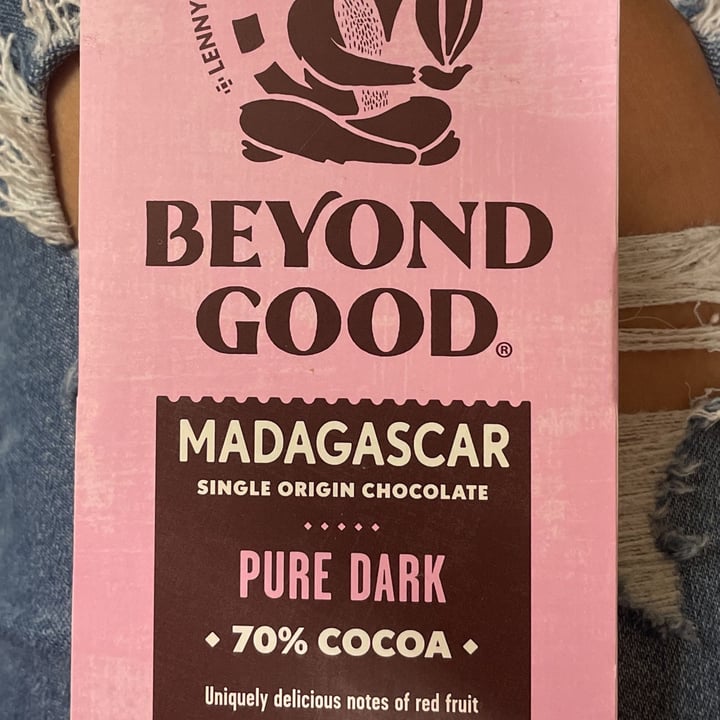 LENNY
BEYOND
GOOD®
MADAGASCAR
SINGLE ORIGIN CHOCOLATE
PURE DARK
70% COCOA
Uniquely delicious notes of red fruit